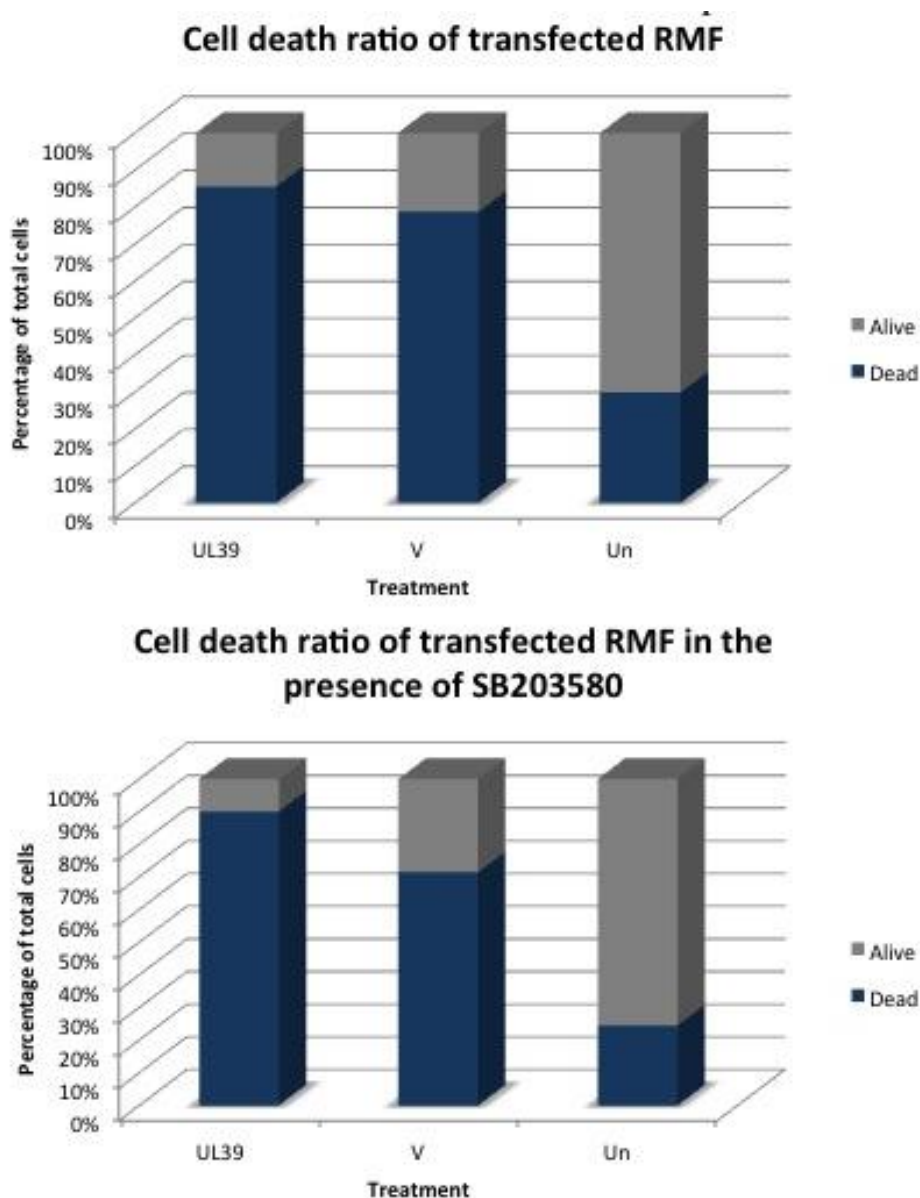 Cell death ratio of transfected RMF
Percentage of total cells
100%
90%
80%
70%
60%
50%
40%
30%
20%
10%
0%
UL39 V Un
Treatment
Alive
Dead
Cell death ratio of transfected RMF in the
presence of SB203580
Percentage of total cells
100%
90%
80%
70%
60%
50%
40%
30%
20%
10%
0%
UL39 V Un
Treatment
Alive
Dead